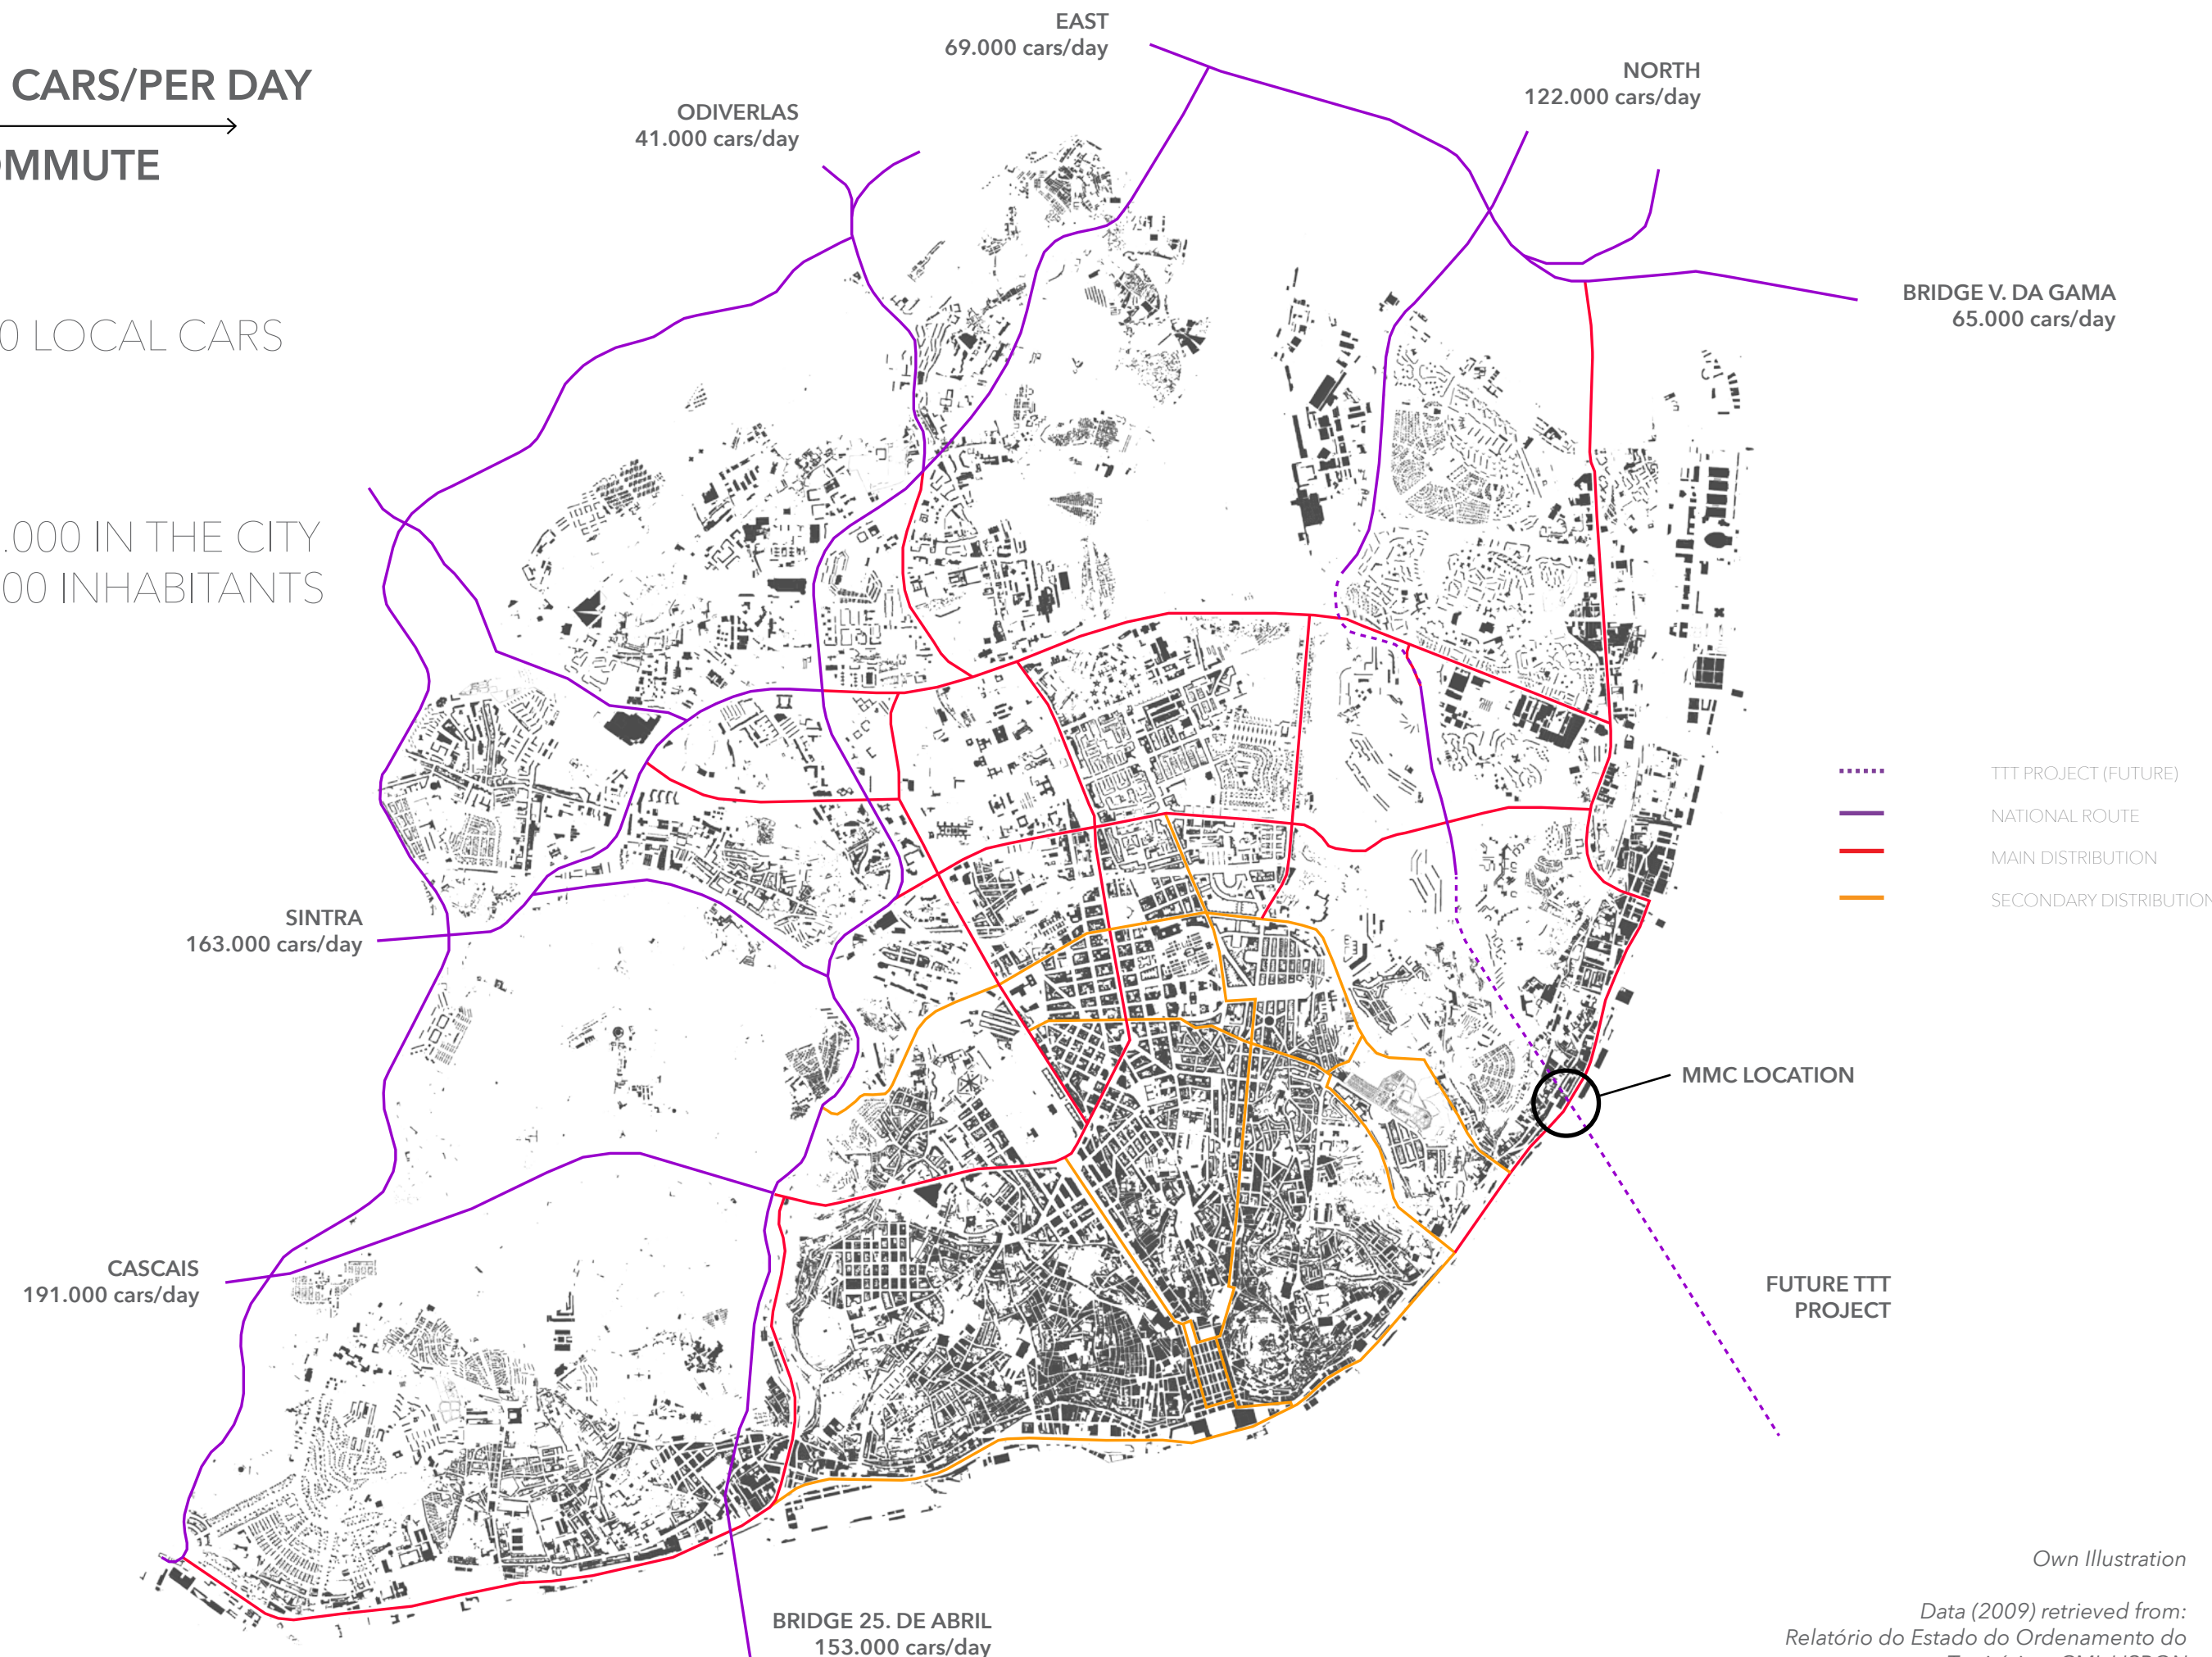 CARS/PER DAY
OMMUTE
0 LOCAL CARS
.000 IN THE CITY
00 INHABITANTS
EAST
69.000 cars/day
NORTH
122.000 cars/day
ODIVERLAS
41.000 cars/day
BRIDGE V. DA GAMA
65.000 cars/day
TTT PROJECT (FUTURE)
NATIONAL ROUTE
MAIN DISTRIBUTION
SECONDARY DISTRIBUTION
SINTRA
163.000 cars/day
MMC LOCATION
CASCAIS
191.000 cars/day
FUTURE TTT
PROJECT
BRIDGE 25. DE ABRIL
153.000 cars/day
Own Illustration
Data (2009) retrieved from:
Relatório do Estado do Ordenamento do